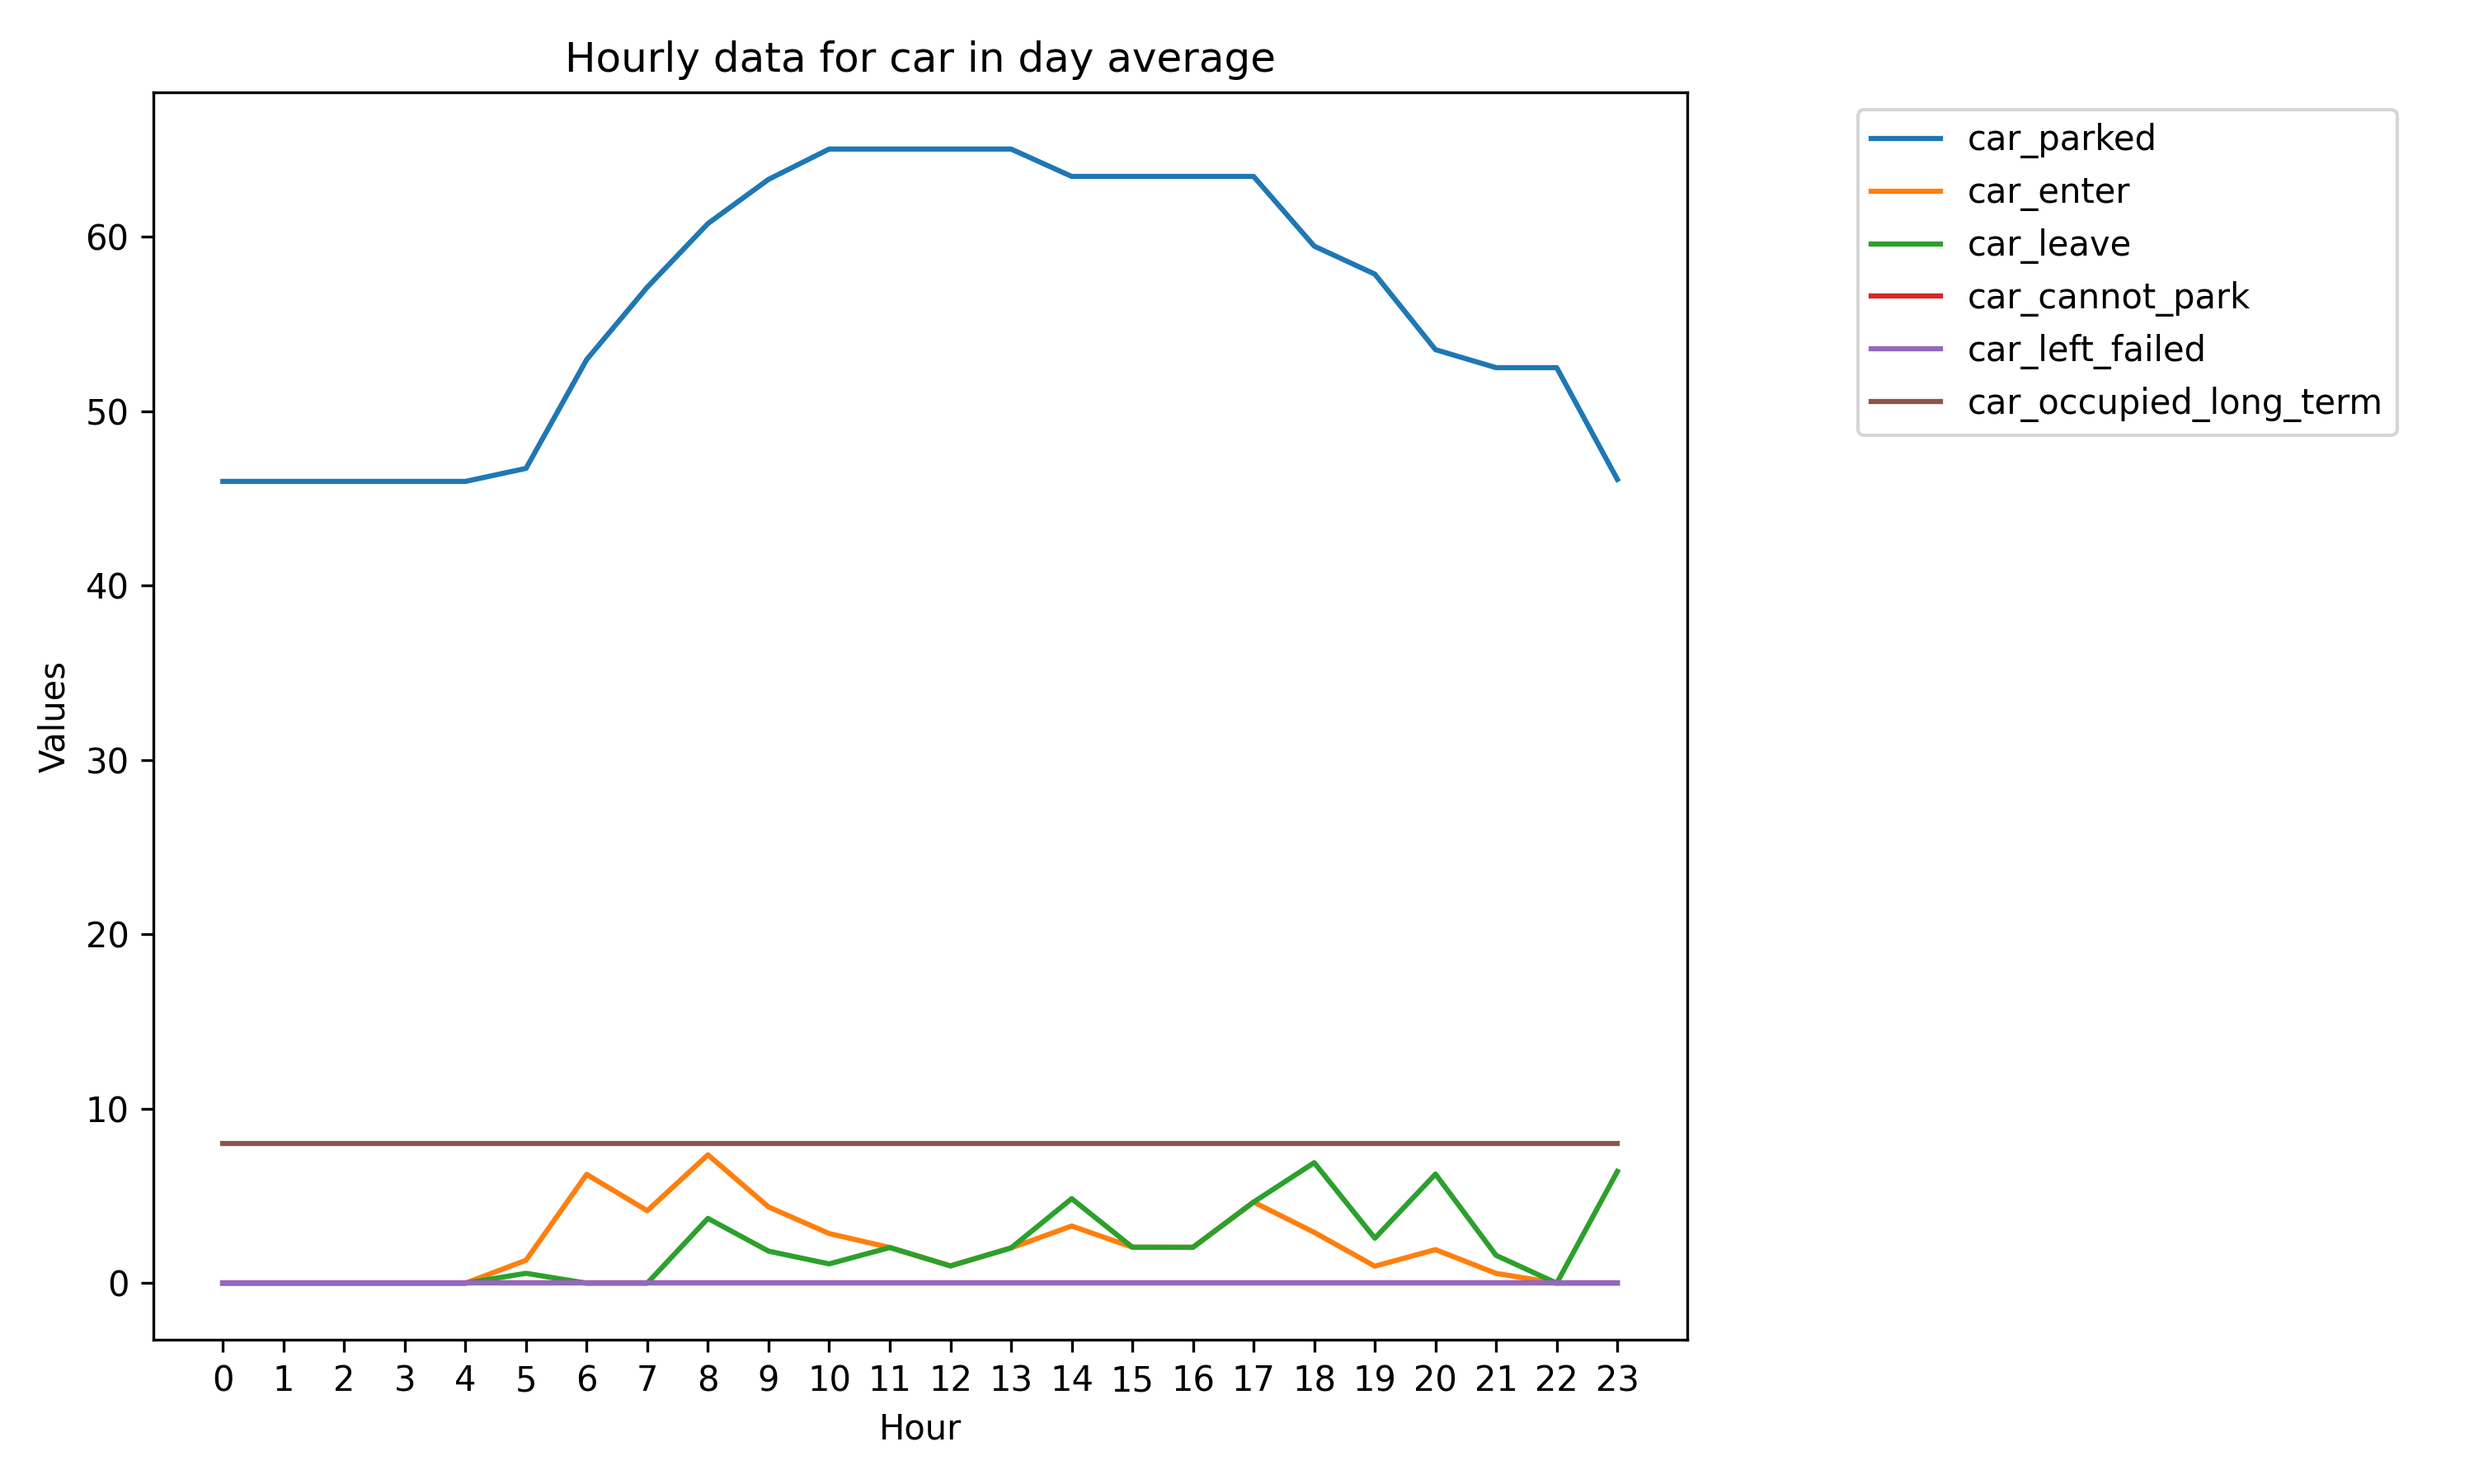 Hourly data for car in day average
car_parked
car_enter
car_leave
car_cannot_park
car_left_failed
car_occupied_long_term
60
50
40
30
20
10
0
Values
0 1 2 3 4 5 6 7 8 9 10 11 12 13 14 15 16 17 18 19 20 21 22 23
Hour